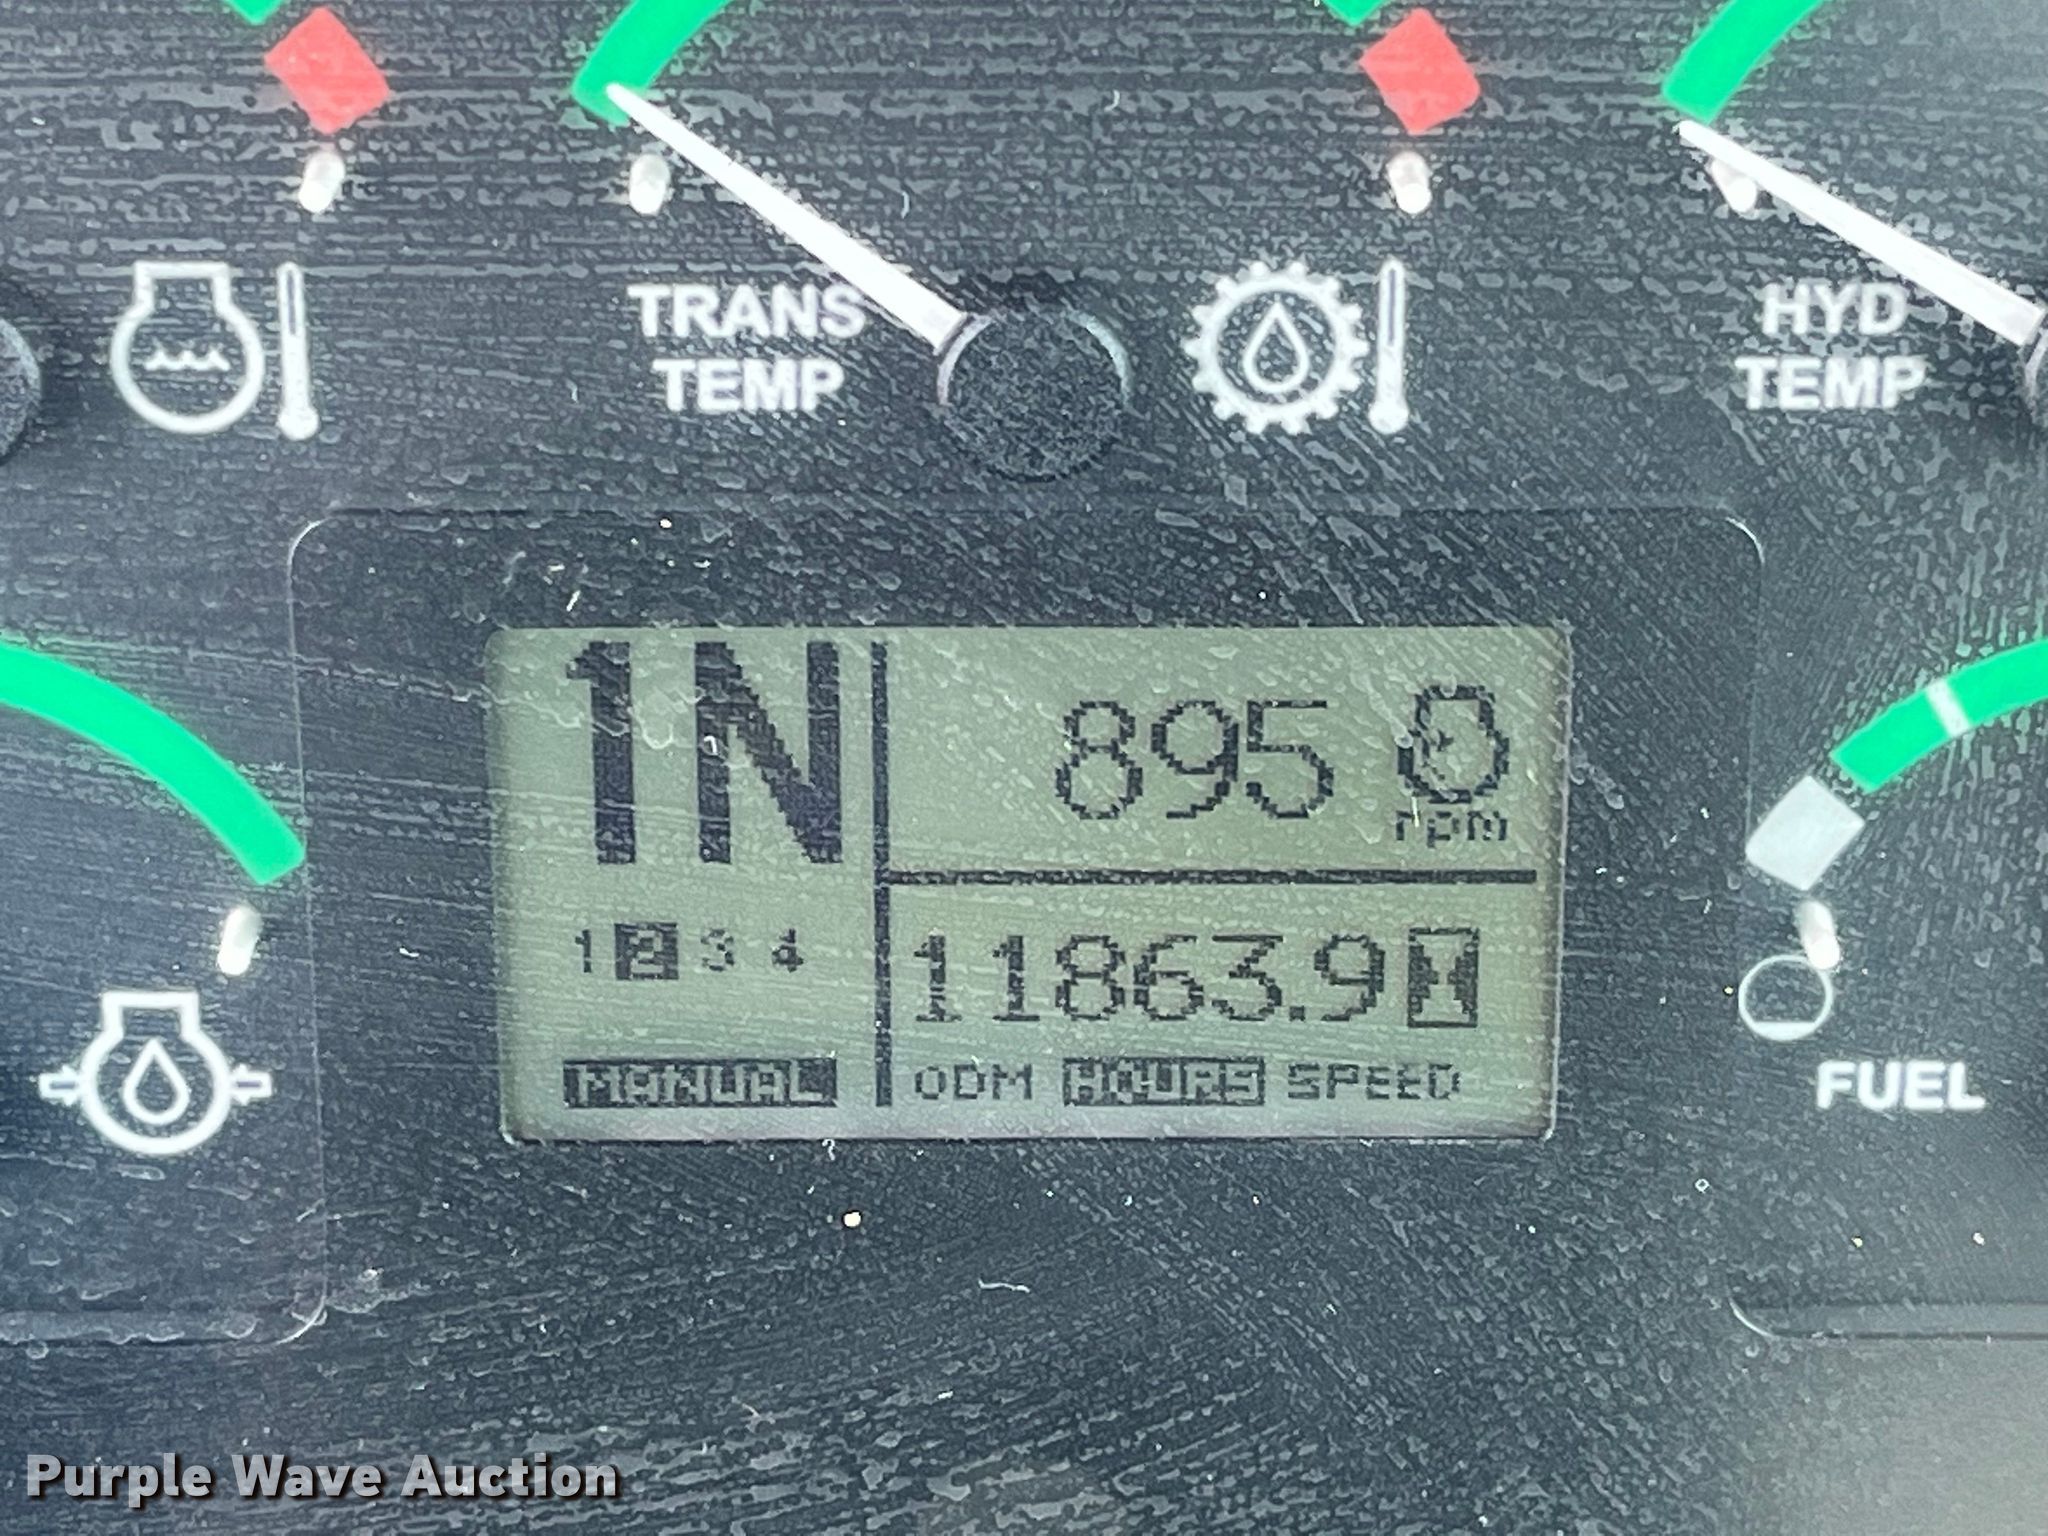 TRANS
TEMP
HYD
TEMP
1N
895
rpm
1 2 3 4
11863.9
MANUAL
ODM HOURS SPEED
FUEL
Purple Wave Auction